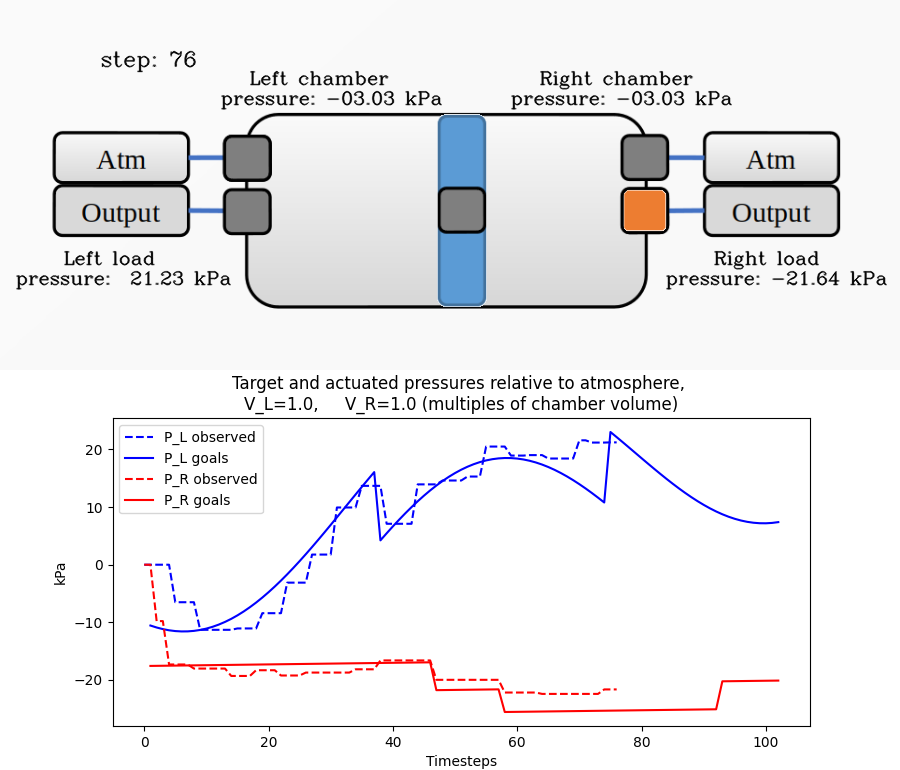 step: 76
Left chamber
pressure: −03.03 kPa
Right chamber
pressure: −03.03 kPa
Atm
Output
Atm
Output
Left load
pressure: 21.23 kPa
Right load
pressure: −21.64 kPa
Target and actuated pressures relative to atmosphere,
V_L=1.0, V_R=1.0 (multiples of chamber volume)
P_L observed
P_L goals
P_R observed
P_R goals
kPa
20
10
0
−10
−20
0 20 40 60 80 100
Timesteps